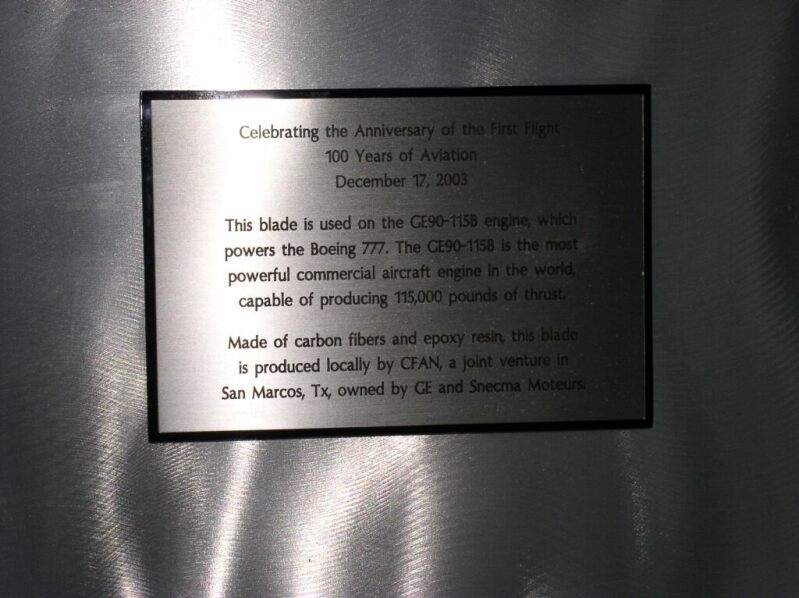 Celebrating the Anniversary of the First Flight
100 Years of Aviation
December 17, 2003
This blade is used on the GE90-115B engine, which
powers the Boeing 777. The GE90-115B is the most
powerful commercial aircraft engine in the world,
capable of producing 115,000 pounds of thrust.
Made of carbon fibers and epoxy resin, this blade
is produced locally by CFAN, a joint venture in
San Marcos, Tx, owned by GE and Snecma Moteurs.